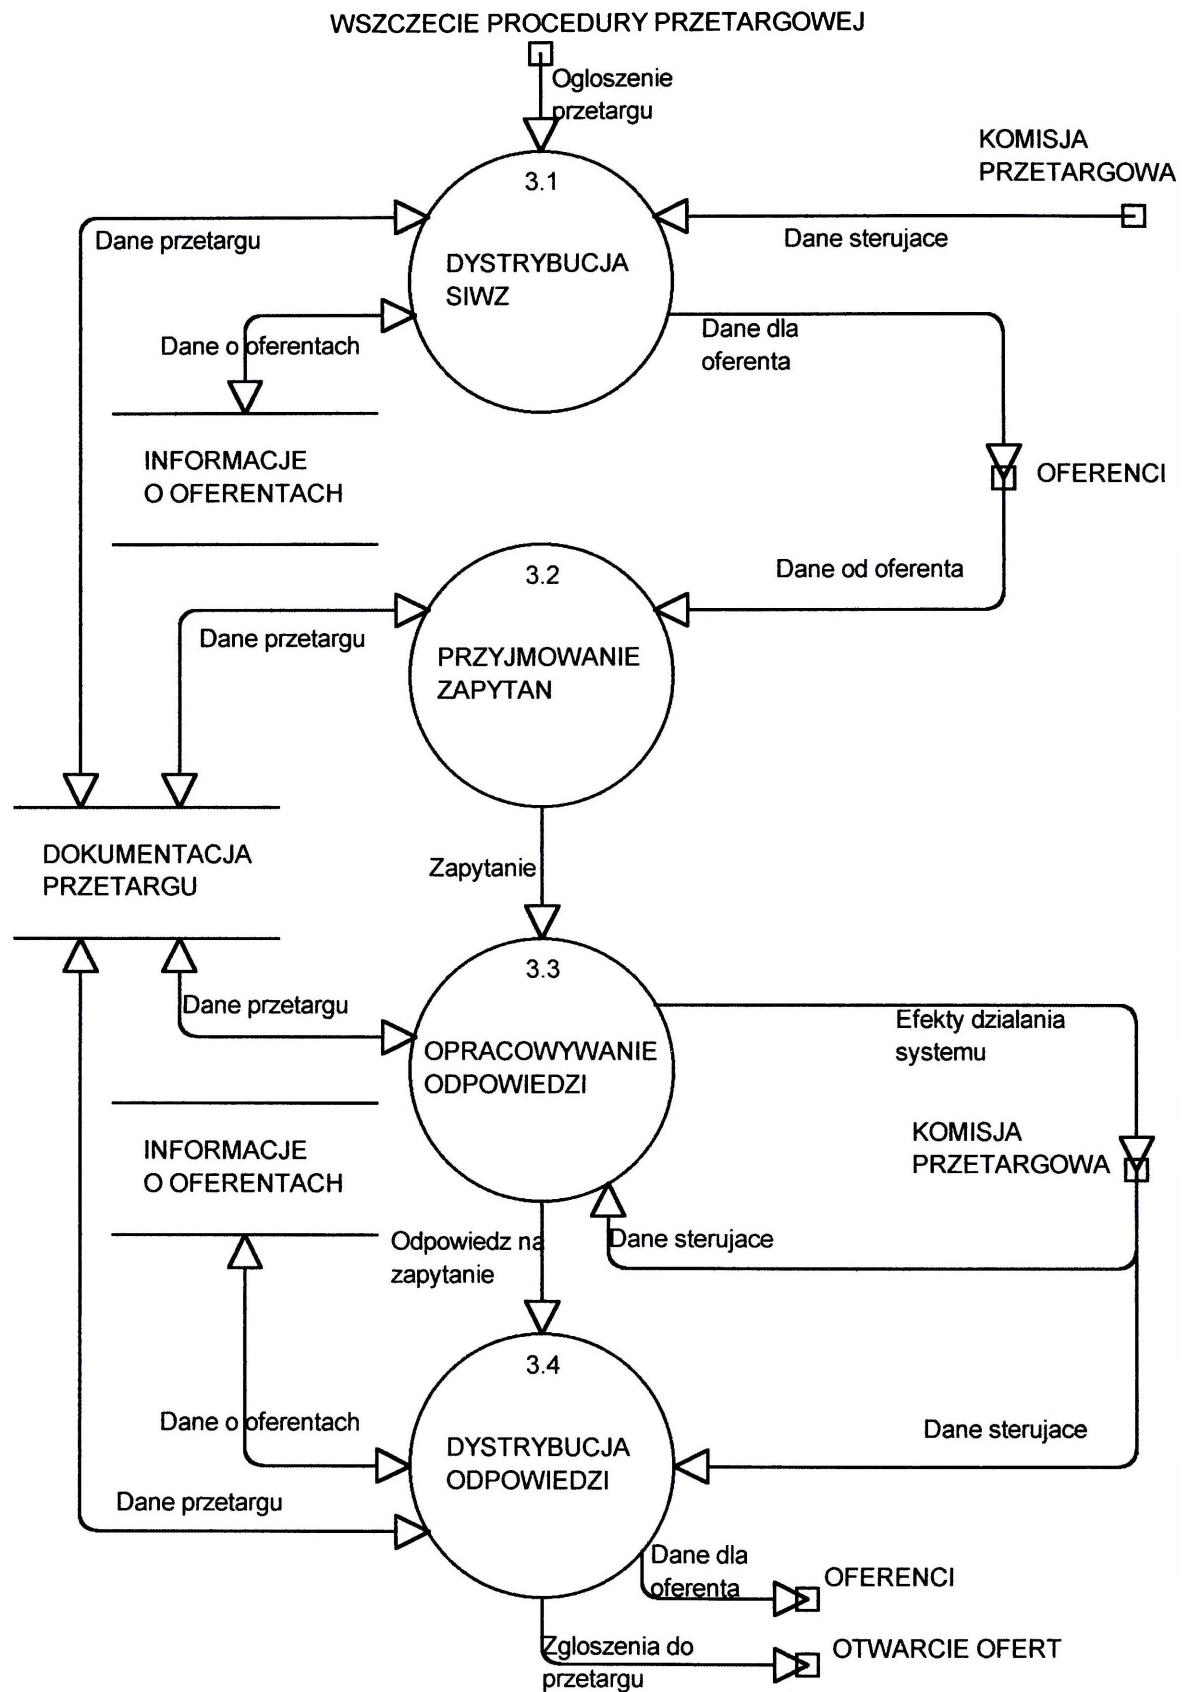 WSZCZECIE PROCEDURY PRZETARGOWEJ
Ogloszenie
przetargu
KOMISJA
PRZETARGOWA
3.1
Dane przetargu
Dane sterujace
DYSTRYBUCJA
SIWZ
Dane o oferentach
Dane dla
oferenta
INFORMACJE
O OFERENTACH
OFERENCI
3.2
Dane od oferenta
Dane przetargu
PRZYJMOWANIE
ZAPYTAN
DOKUMENTACJA
PRZETARGU
Zapytanie
3.3
Dane przetargu
Efekty dzialania
systemu
OPRACOWYWANIE
ODPOWIEDZI
KOMISJA
PRZETARGOWA
INFORMACJE
O OFERENTACH
Odpowiedz na
zapytanie
Dane sterujace
3.4
Dane o oferentach
Dane sterujace
DYSTRYBUCJA
ODPOWIEDZI
Dane przetargu
Dane dla
oferenta
OFERENCI
Zgloszenia do
przetargu
OTWARCIE OFERT